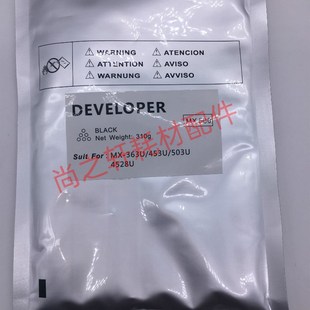 WARNING
ATENCION
ATTENTION
AVISO
WARNUNG
AVVISO
DEVELOPER
BLACK
Net Weight: 310g
Suit For : MX-363U/453U/503U
4528U
尚之轩耗材配件